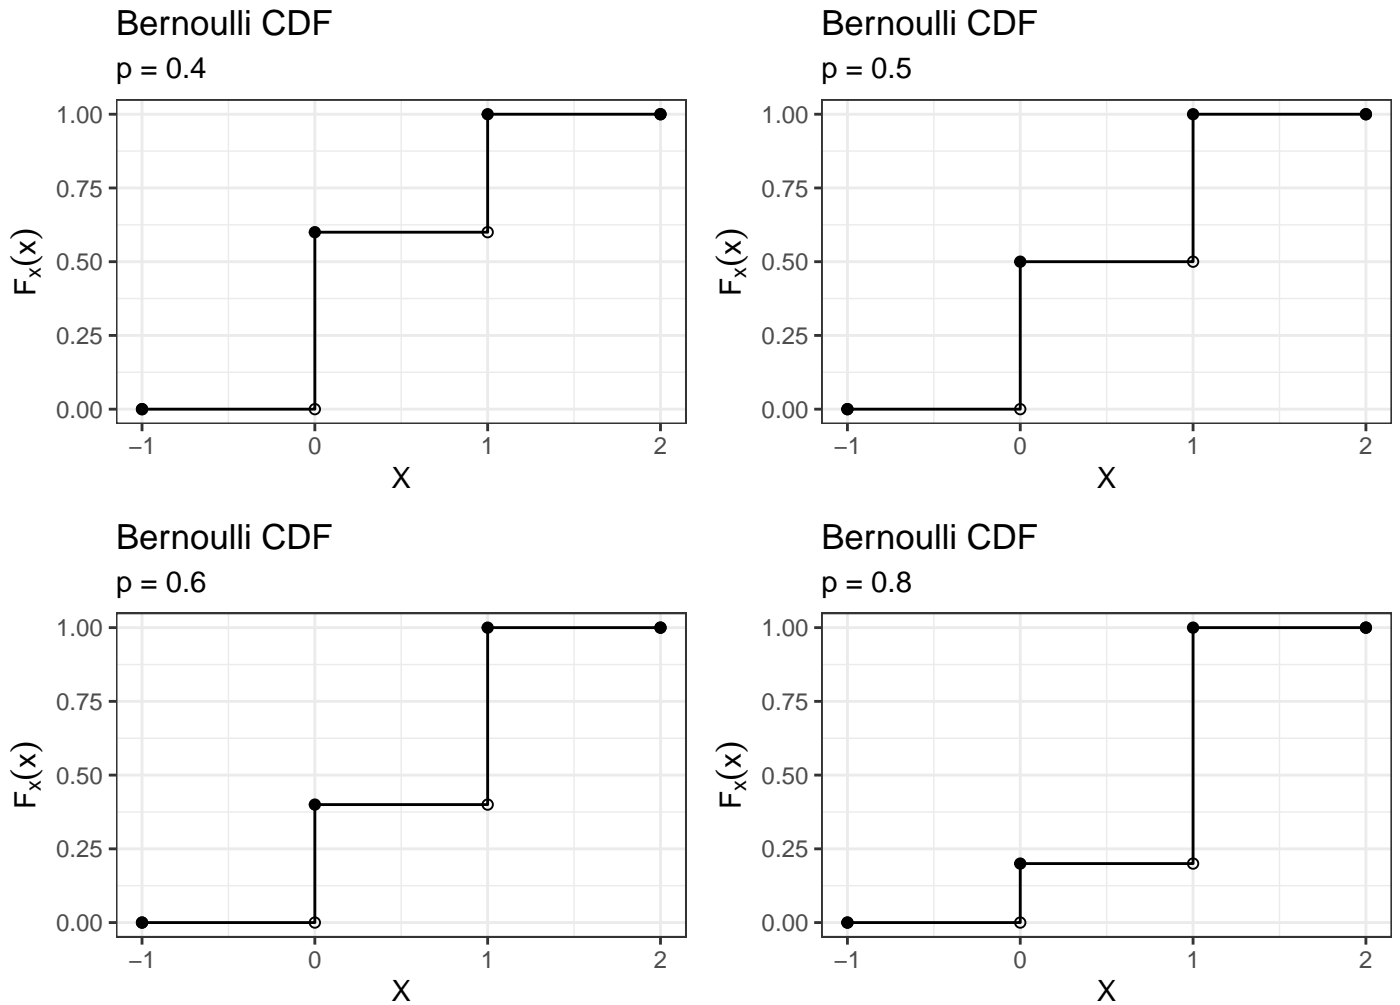 Bernoulli CDF
p = 0.4
1.00
0.75
0.50
0.25
0.00
Fx(x)
−1 0 1 2
X
Bernoulli CDF
p = 0.5
1.00
0.75
0.50
0.25
0.00
Fx(x)
−1 0 1 2
X
Bernoulli CDF
p = 0.6
1.00
0.75
0.50
0.25
0.00
Fx(x)
−1 0 1 2
X
Bernoulli CDF
p = 0.8
1.00
0.75
0.50
0.25
0.00
Fx(x)
−1 0 1 2
X